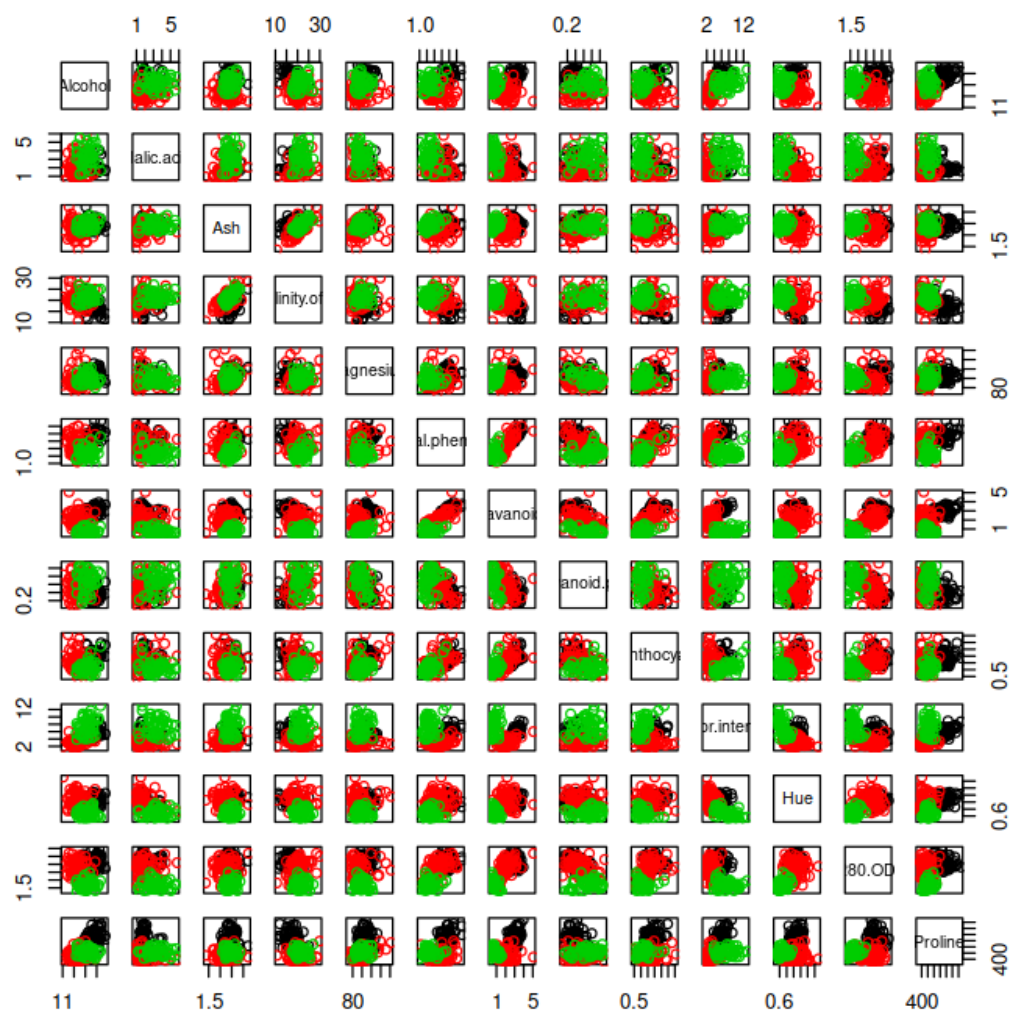 1 5 10 30 1.0 0.2 2 12 1.5
Alcohol 11
5 1 lalic.ac
Ash 1.5
30 10 linity.of
agnesiu 80
1.0 al.phen
avanoi 5 1
0.2 anoid.
nthocya 0.5
12 2 or.inten
Hue 0.6
1.5 280.OD
Proline 400
11 1.5 80 1 5 0.5 0.6 400